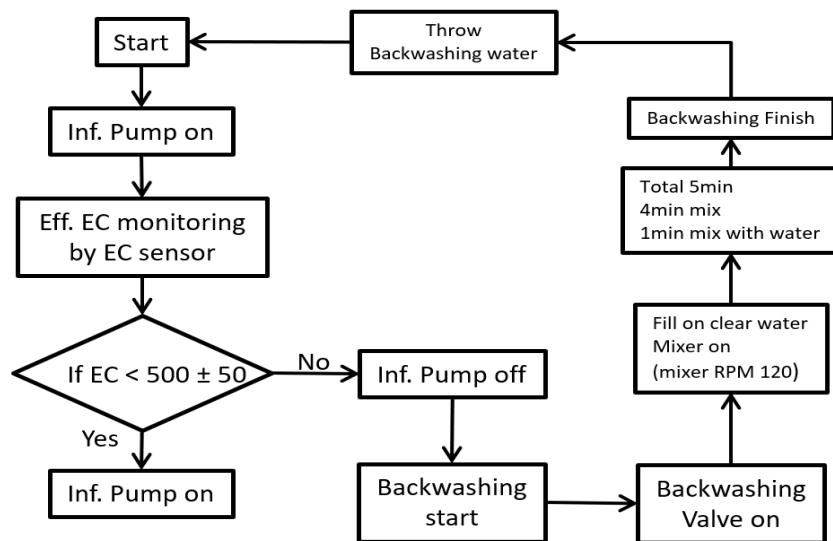 Start
Inf. Pump on
Eff. EC monitoring
by EC sensor
If EC < 500 ± 50
No
Yes
Inf. Pump on
Inf. Pump off
Backwashing
start
Backwashing
Valve on
Fill on clear water
Mixer on
(mixer RPM 120)
Total 5min
4min mix
1min mix with water
Backwashing Finish
Throw
Backwashing water